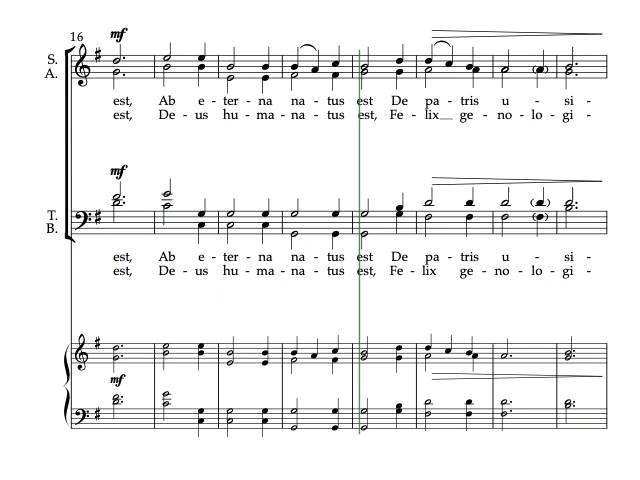 16
mf
S.
A.
est, Ab e - ter - na na - tus est De pa - tris u - si -
est, De - us hu - ma - na - tus est, Fe - lix__ ge - no - lo - gi -
mf
T.
B.
est, Ab e - ter - na na - tus est De pa - tris u - si -
est, De - us hu - ma - na - tus est, Fe - lix ge - no - lo - gi -
mf